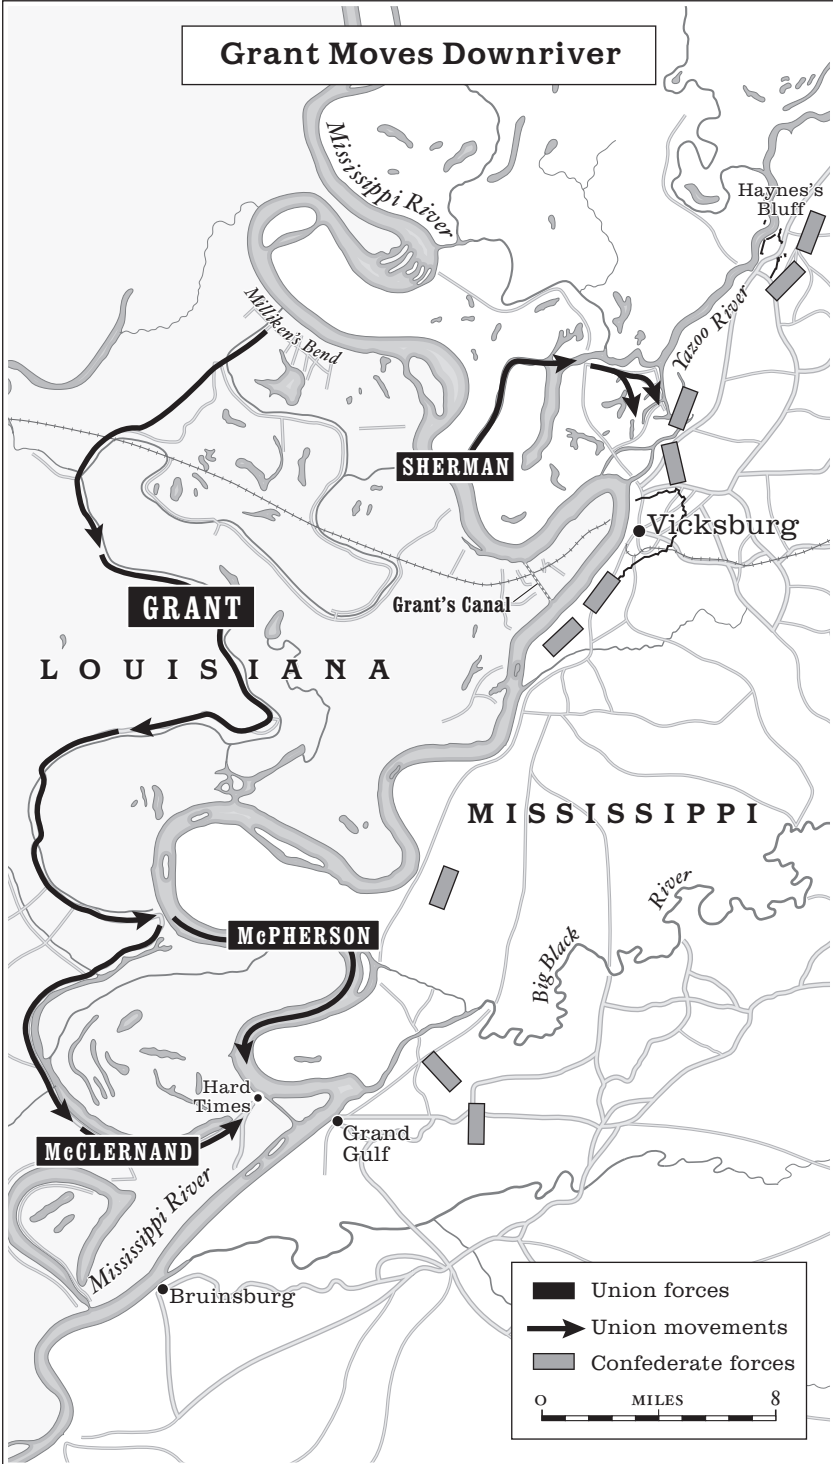 Grant Moves Downriver
Mississippi River
Haynes's
Bluff
Milliken's Bend
Yazoo River
SHERMAN
Vicksburg
Grant's Canal
GRANT
LOUISIANA
MISSISSIPPI
River
Big Black
McPHERSON
Hard
Times
Grand
Gulf
McCLERNAND
Mississippi River
Bruinsburg
Union forces
Union movements
Confederate forces
0 MILES 8